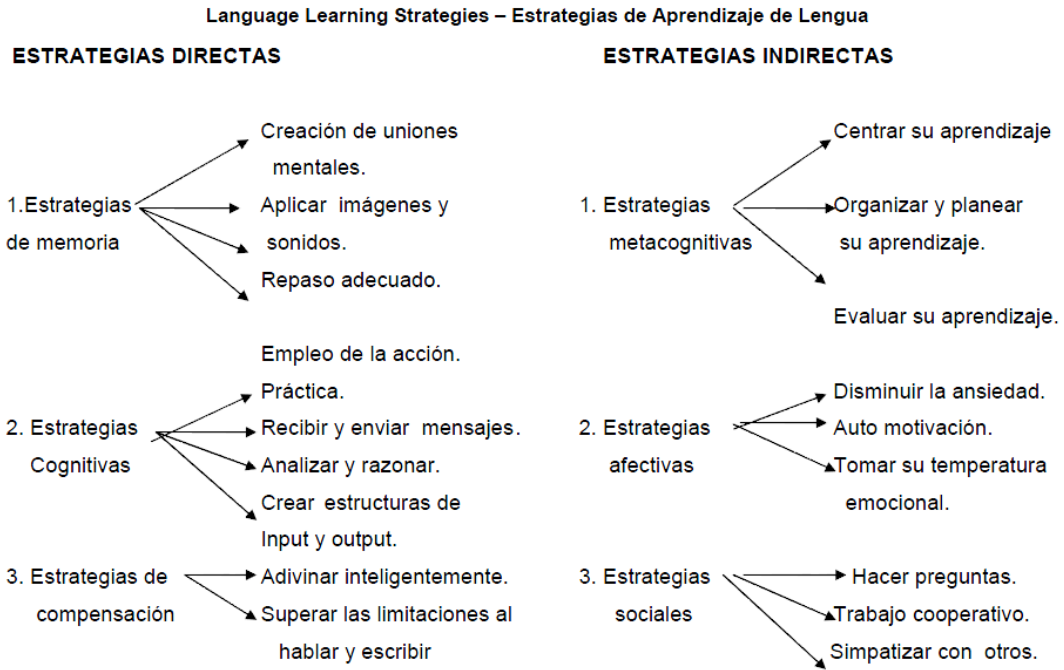 Language Learning Strategies – Estrategias de Aprendizaje de Lengua
ESTRATEGIAS DIRECTAS
1.Estrategias
de memoria
Creación de uniones
mentales.
Aplicar imágenes y
sonidos.
Repaso adecuado.
Empleo de la acción.
2. Estrategias
Cognitivas
Práctica.
Recibir y enviar mensajes.
Analizar y razonar.
Crear estructuras de
Input y output.
3. Estrategias de
compensación
Adivinar inteligentemente.
Superar las limitaciones al
hablar y escribir
ESTRATEGIAS INDIRECTAS
1. Estrategias
metacognitivas
Centrar su aprendizaje
Organizar y planear
su aprendizaje.
Evaluar su aprendizaje.
2. Estrategias
afectivas
Disminuir la ansiedad.
Auto motivación.
Tomar su temperatura
emocional.
3. Estrategias
sociales
Hacer preguntas.
Trabajo cooperativo.
Simpatizar con otros.